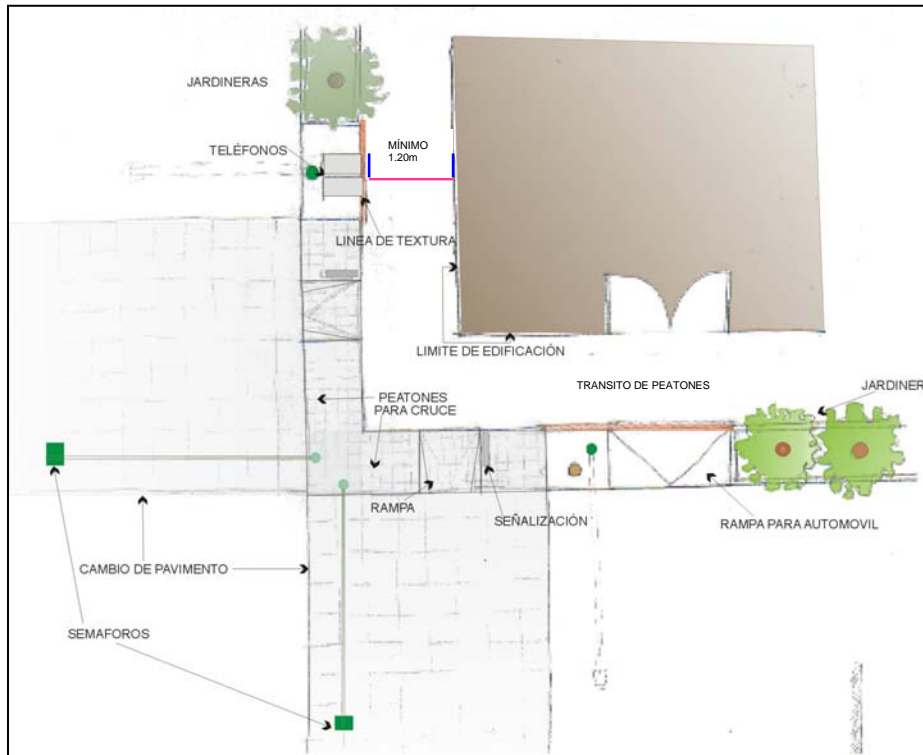 JARDINERAS
MÍNIMO
1.20m
TELÉFONOS
LINEA DE TEXTURA
LIMITE DE EDIFICACIÓN
TRANSITO DE PEATONES
JARDINER
PEATONES
PARA CRUCE
RAMPA
SEÑALIZACIÓN
RAMPA PARA AUTOMOVIL
CAMBIO DE PAVIMENTO
SEMAFOROS